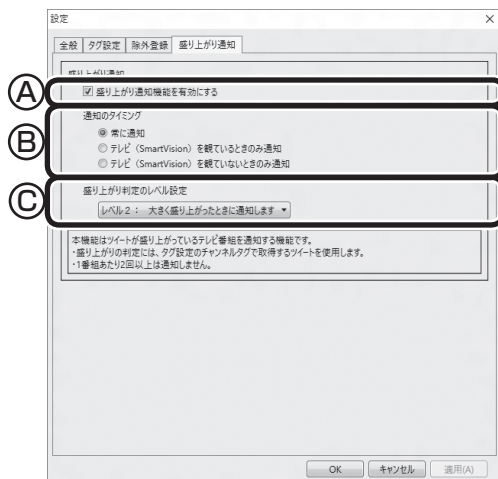 設定
全般 タグ設定 除外登録 盛り上がり通知
盛り上がり通知
Ⓐ
盛り上がり通知機能を有効にする
Ⓑ
通知のタイミング
常に通知
テレビ（SmartVision）を観ているときのみ通知
テレビ（SmartVision）を観ていないときのみ通知
Ⓒ
盛り上がり判定のレベル設定
レベル2： 大きく盛り上がったときに通知します
本機能はツイートが盛り上がっているテレビ番組を通知する機能です。
・盛り上がりの判定には、タグ設定のチャンネルタグで取得するツイートを使用します。
・1番組あたり2回以上は通知しません。
OK キャンセル 適用(A)